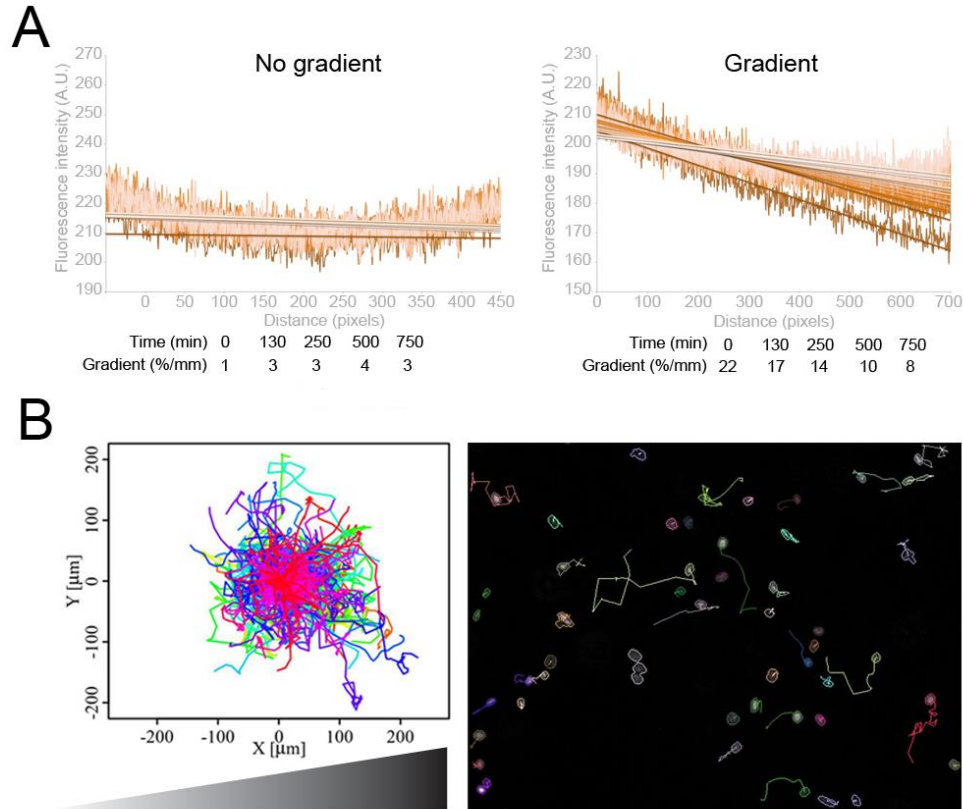 A
No gradient
Fluorescence intensity (A.U.)
270
260
250
240
230
220
210
200
190
0 50 100 150 200 250 300 350 400 450
Distance (pixels)
Time (min) 0 130 250 500 750
Gradient (%/mm) 1 3 3 4 3
Gradient
Fluorescence intensity (A.U.)
230
220
210
200
190
180
170
160
150
0 100 200 300 400 500 600 700
Distance (pixels)
Time (min) 0 130 250 500 750
Gradient (%/mm) 22 17 14 10 8
B
Y [µm]
200
100
0
-100
-200
-200 -100 0 100 200
X [µm]